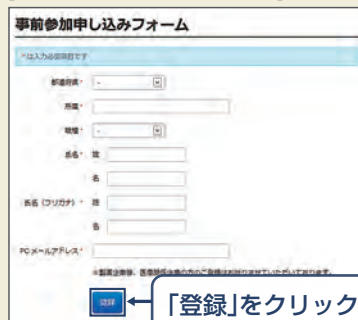 事前参加申し込みフォーム
*は入力必須項目です
都道府県* -
所属*
職種* -
氏名* 姓
名
氏名（フリガナ）* 姓
名
PCメールアドレス*
登録
「登録」をクリック